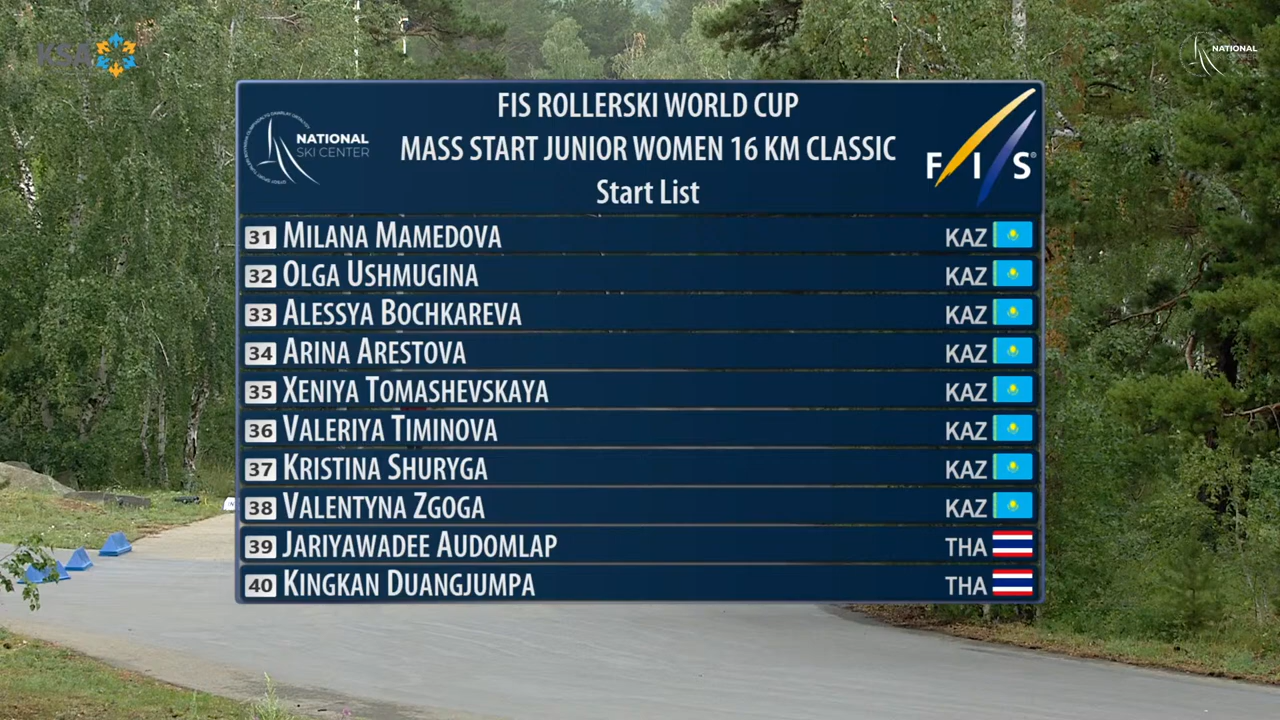 KSA
NATIONAL
FIS ROLLERSKI WORLD CUP
NATIONAL
SKI CENTER
MASS START JUNIOR WOMEN 16 KM CLASSIC
FIS
Start List
31 MILANA MAMEDOVA KAZ
32 OLGA USHMUGINA KAZ
33 ALESSYA BOCHKAREVA KAZ
34 ARINA ARESTOVA KAZ
35 XENIYA TOMASHEVSKAYA KAZ
36 VALERIYA TIMINOVA KAZ
37 KRISTINA SHURYGA KAZ
38 VALENTYNA ZGOGA KAZ
39 JARIYAWADEE AUDOMLAP THA
40 KINGKAN DUANGJUMPA THA